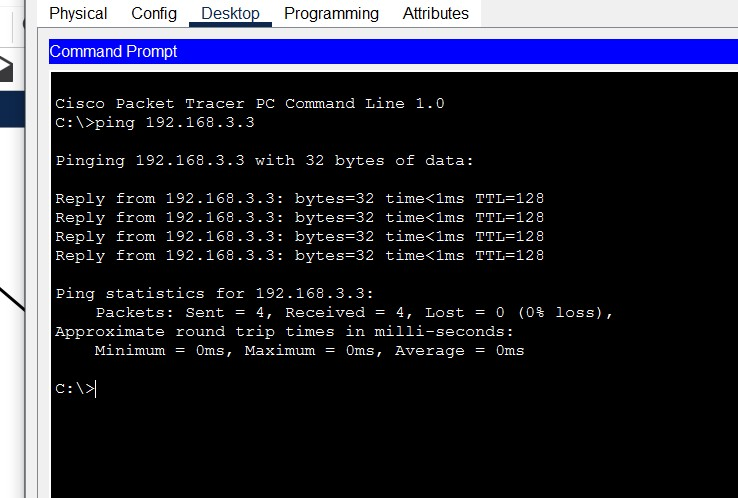 Physical Config Desktop Programming Attributes
Command Prompt
Cisco Packet Tracer PC Command Line 1.0
C:\>ping 192.168.3.3
Pinging 192.168.3.3 with 32 bytes of data:
Reply from 192.168.3.3: bytes=32 time<1ms TTL=128
Reply from 192.168.3.3: bytes=32 time<1ms TTL=128
Reply from 192.168.3.3: bytes=32 time<1ms TTL=128
Reply from 192.168.3.3: bytes=32 time<1ms TTL=128
Ping statistics for 192.168.3.3:
Packets: Sent = 4, Received = 4, Lost = 0 (0% loss),
Approximate round trip times in milli-seconds:
Minimum = 0ms, Maximum = 0ms, Average = 0ms
C:\>